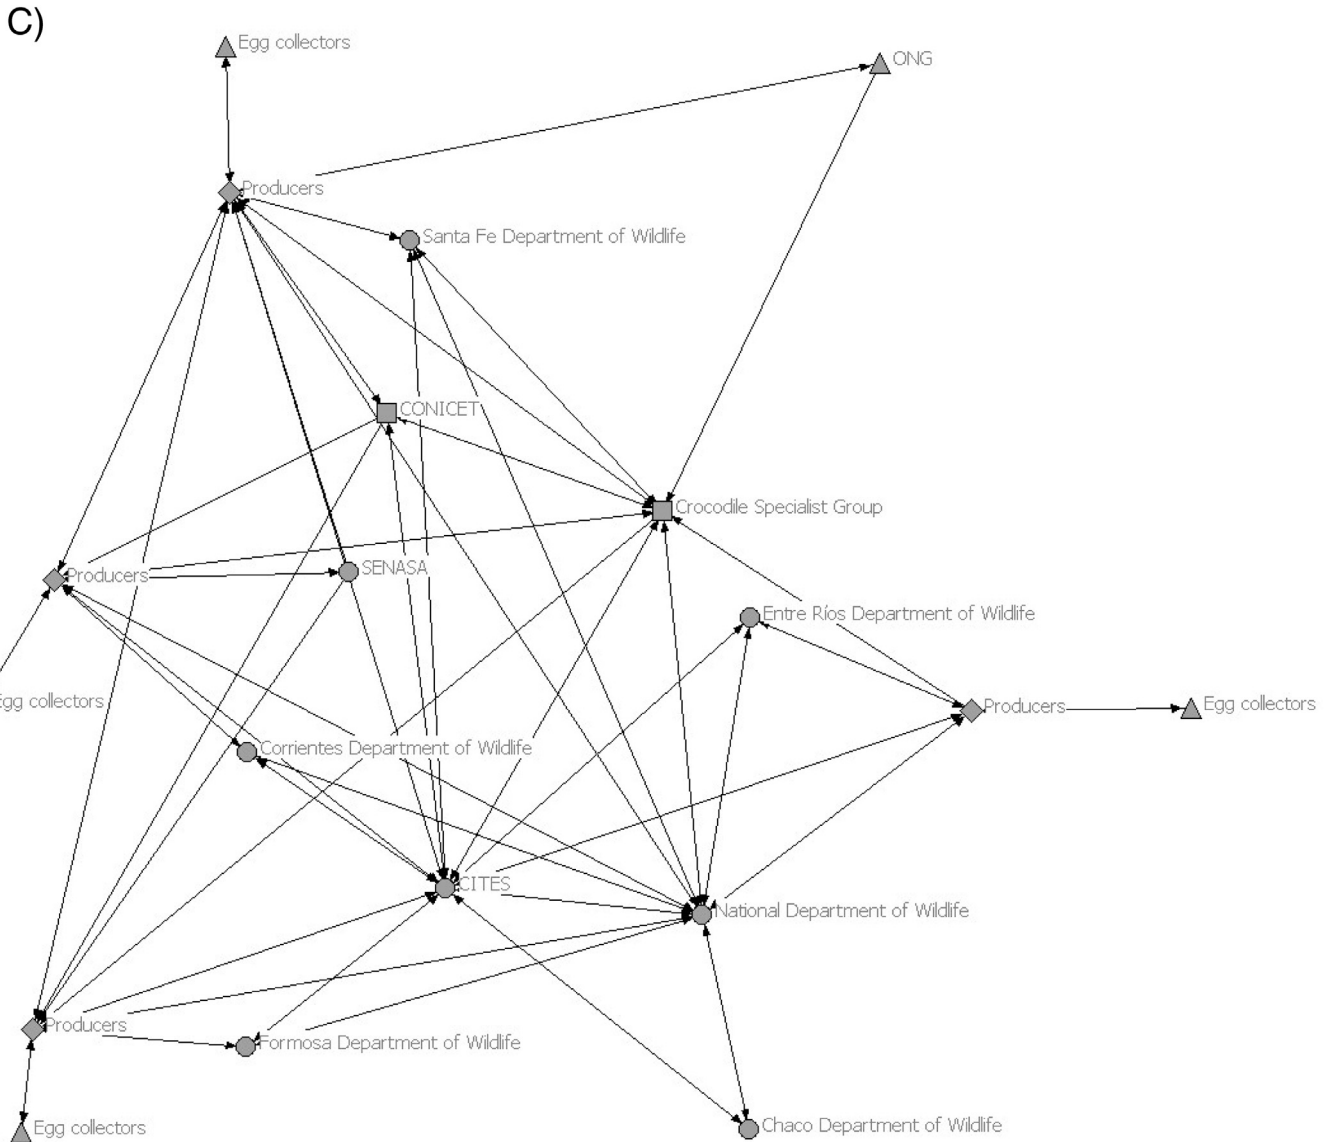 C)
Egg collectors
ONG
Producers
Santa Fe Department of Wildlife
CONICET
Crocodile Specialist Group
Producers
SENASA
Entre Ríos Department of Wildlife
Egg collectors
Producers
Egg collectors
Corrientes Department of Wildlife
CITES
National Department of Wildlife
Producers
Formosa Department of Wildlife
Egg collectors
Chaco Department of Wildlife